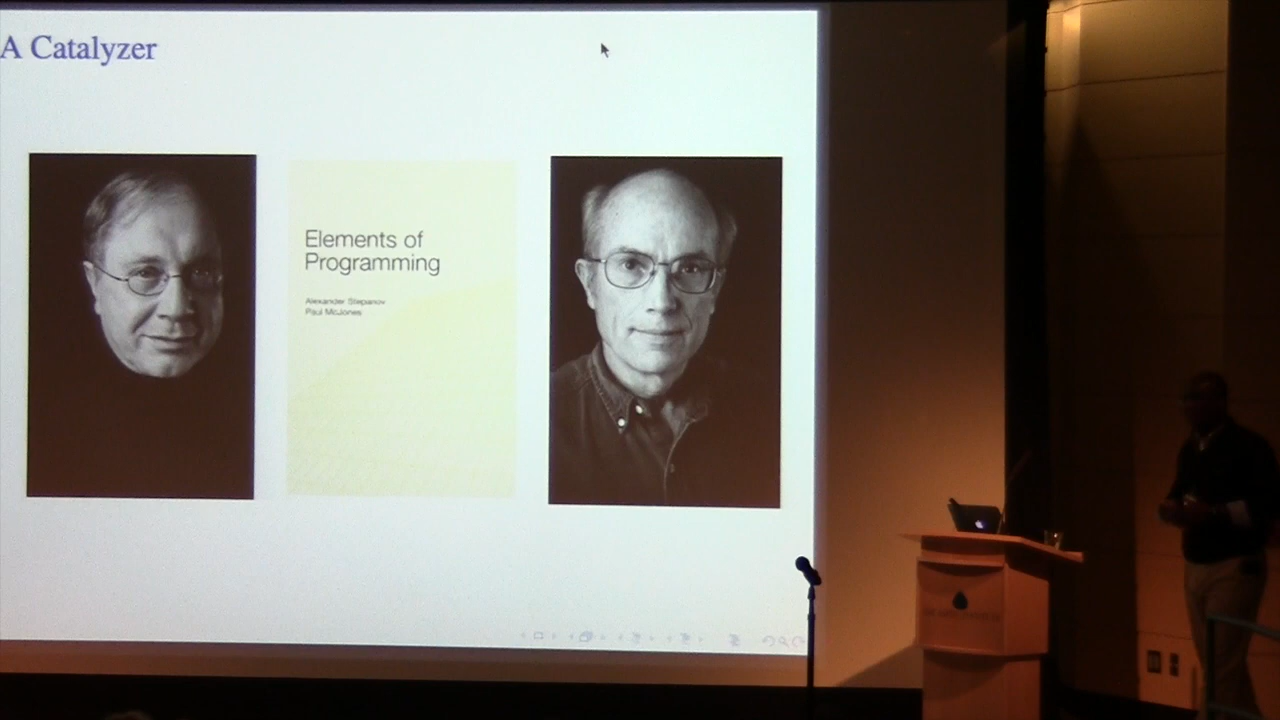 A Catalyzer
Elements of
Programming
Alexander Stepanov
Paul McJones